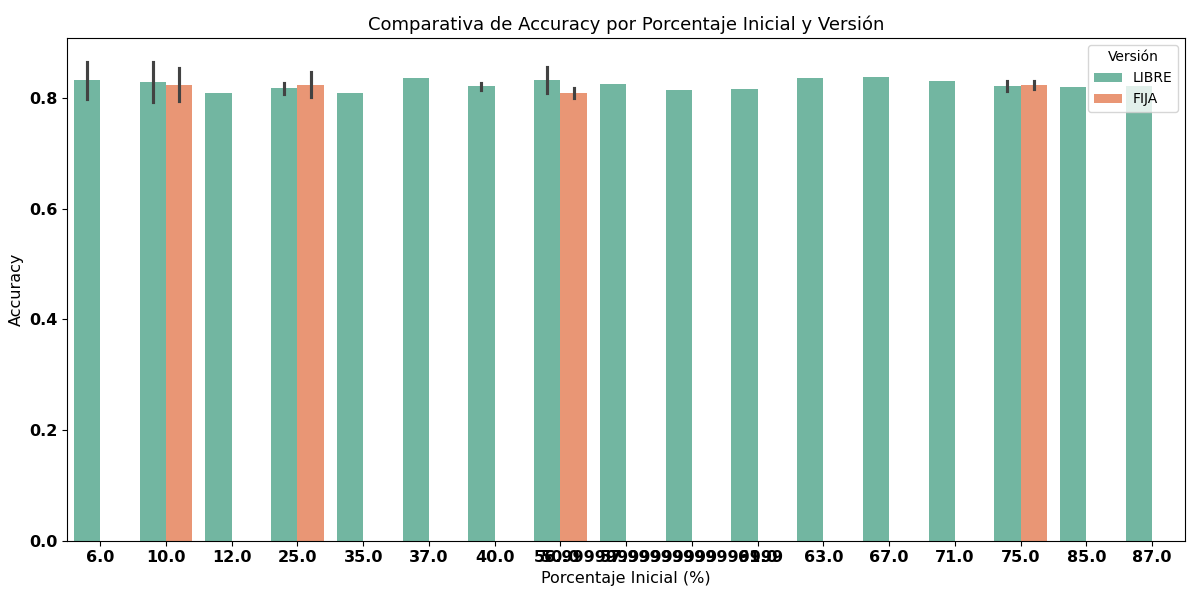 Comparativa de Accuracy por Porcentaje Inicial y Versión
Versión
LIBRE
FIJA
Accuracy
0.8
0.6
0.4
0.2
0.0
6.0 10.0 12.0 25.0 35.0 37.0 40.0 63.0 67.0 71.0 75.0 85.0 87.0
Porcentaje Inicial (%)